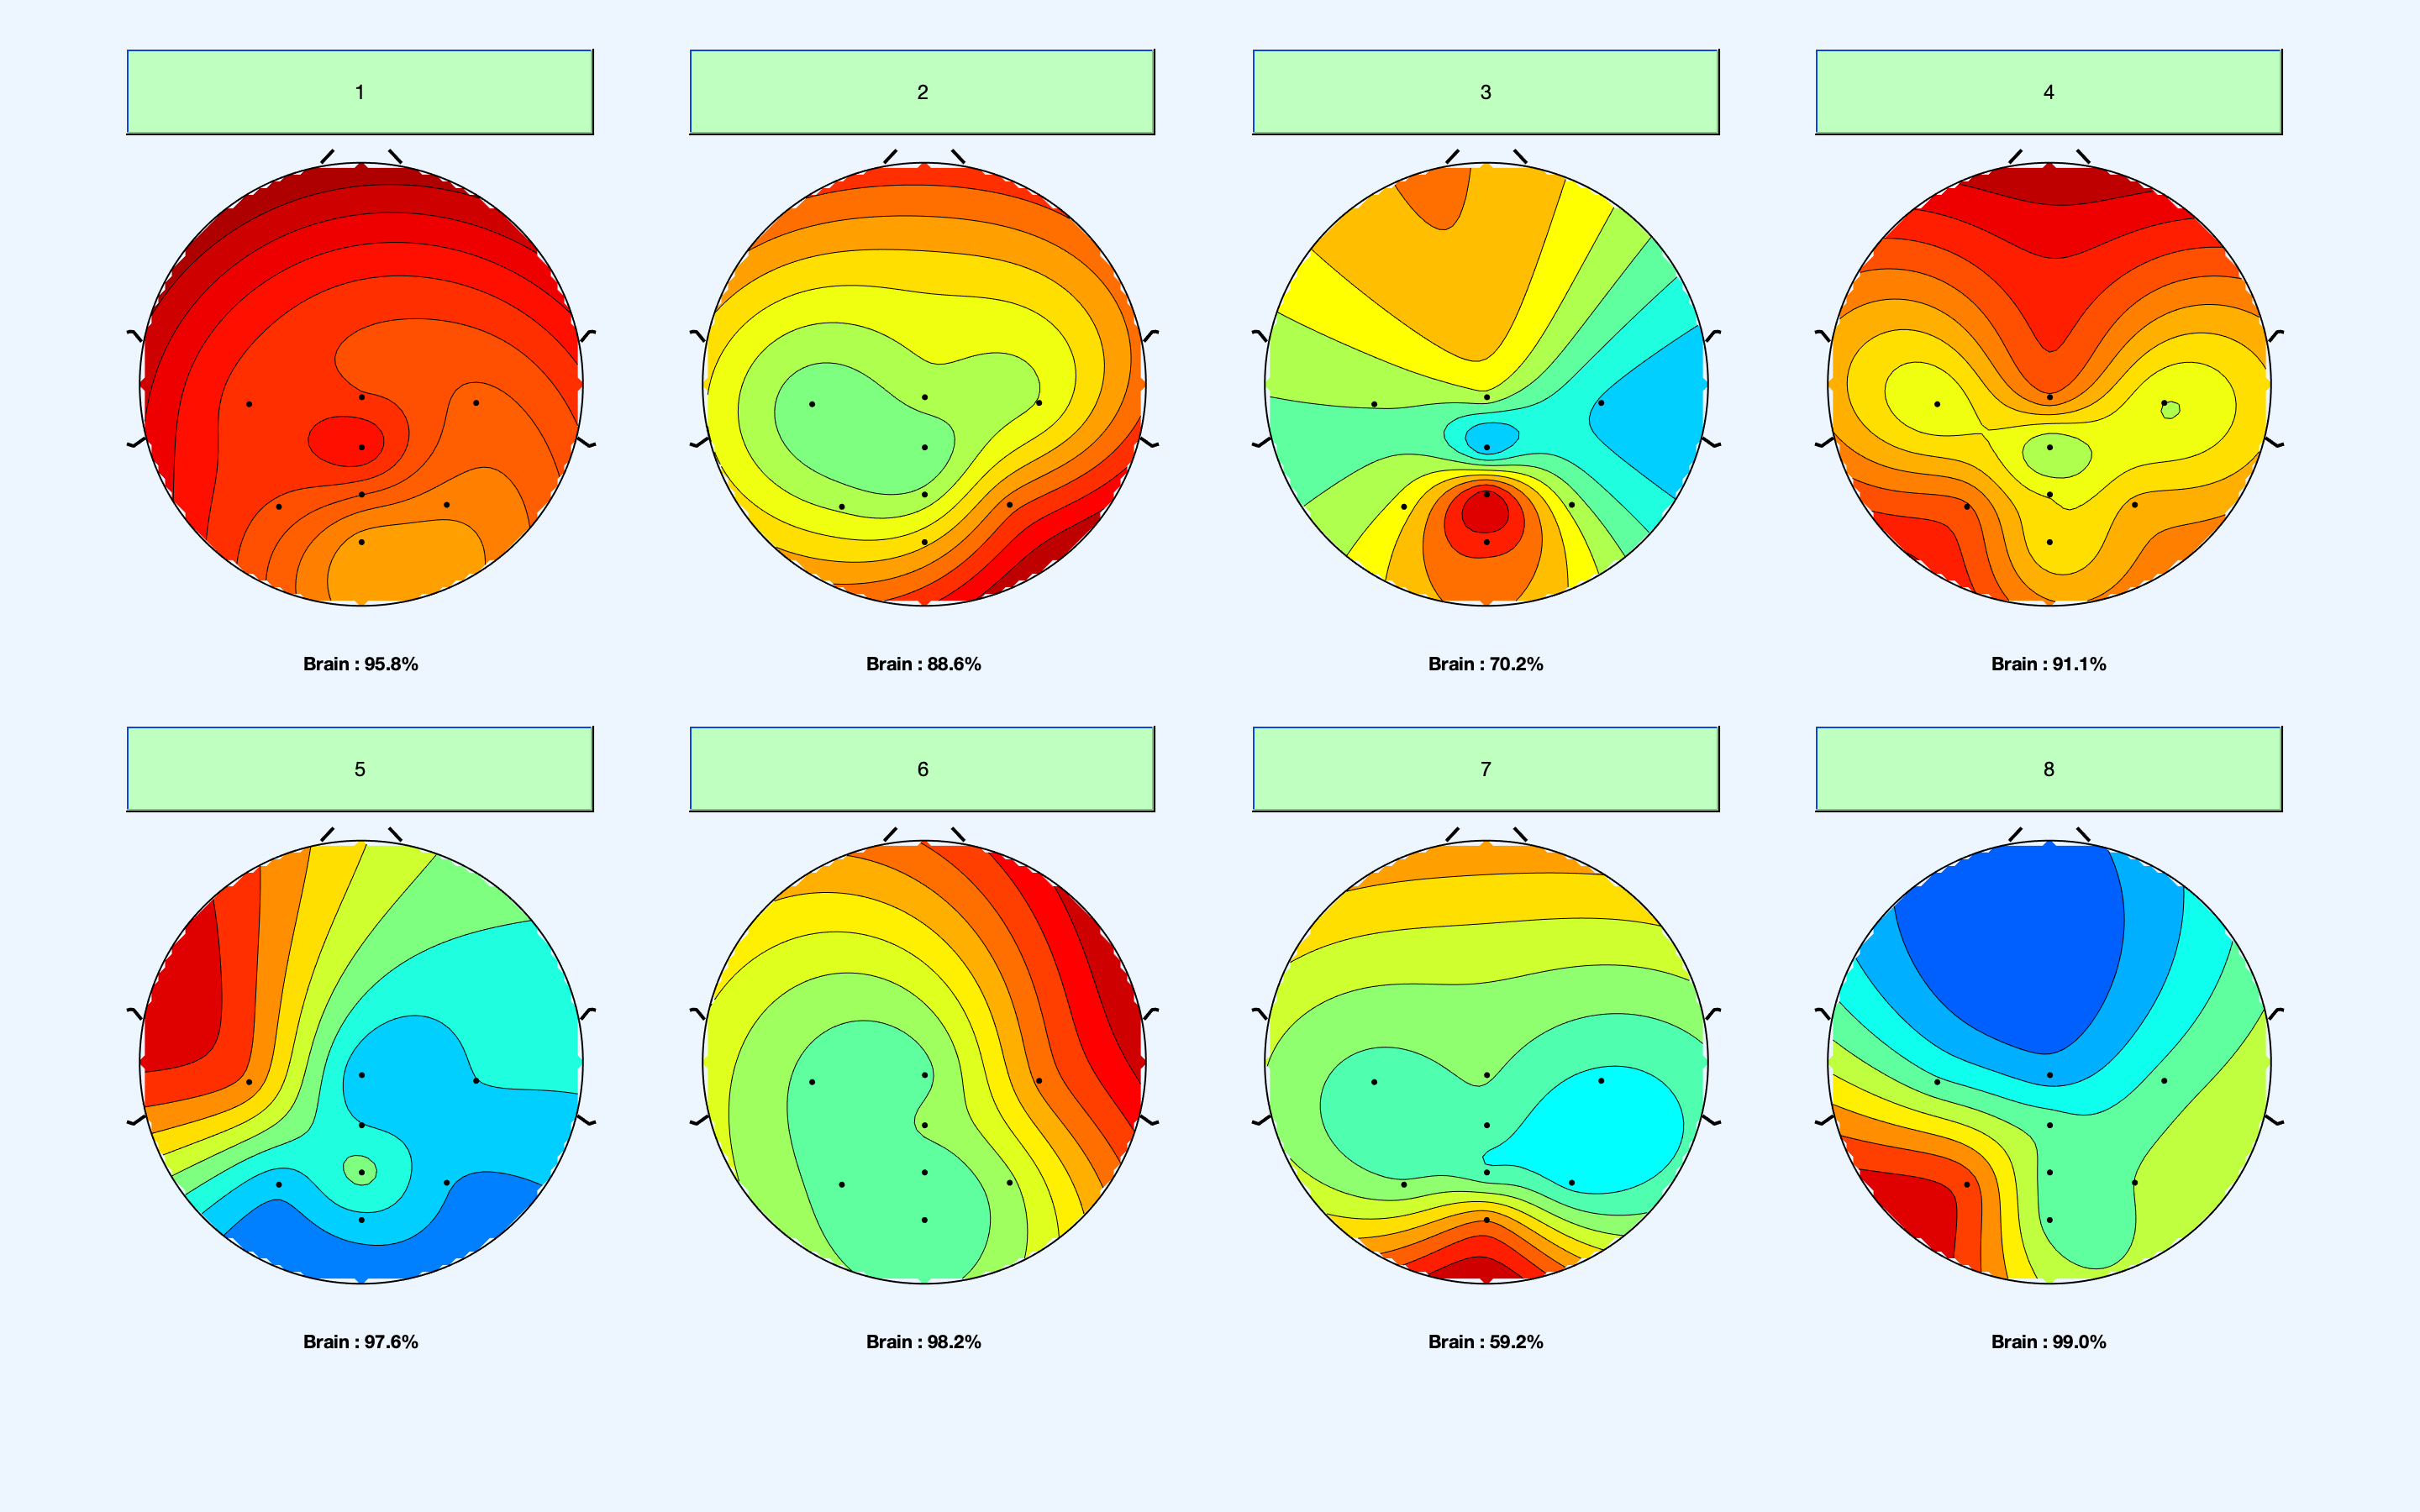 1
2
3
4
Brain : 95.8%
Brain : 88.6%
Brain : 70.2%
Brain : 91.1%
5
6
7
8
Brain : 97.6%
Brain : 98.2%
Brain : 59.2%
Brain : 99.0%